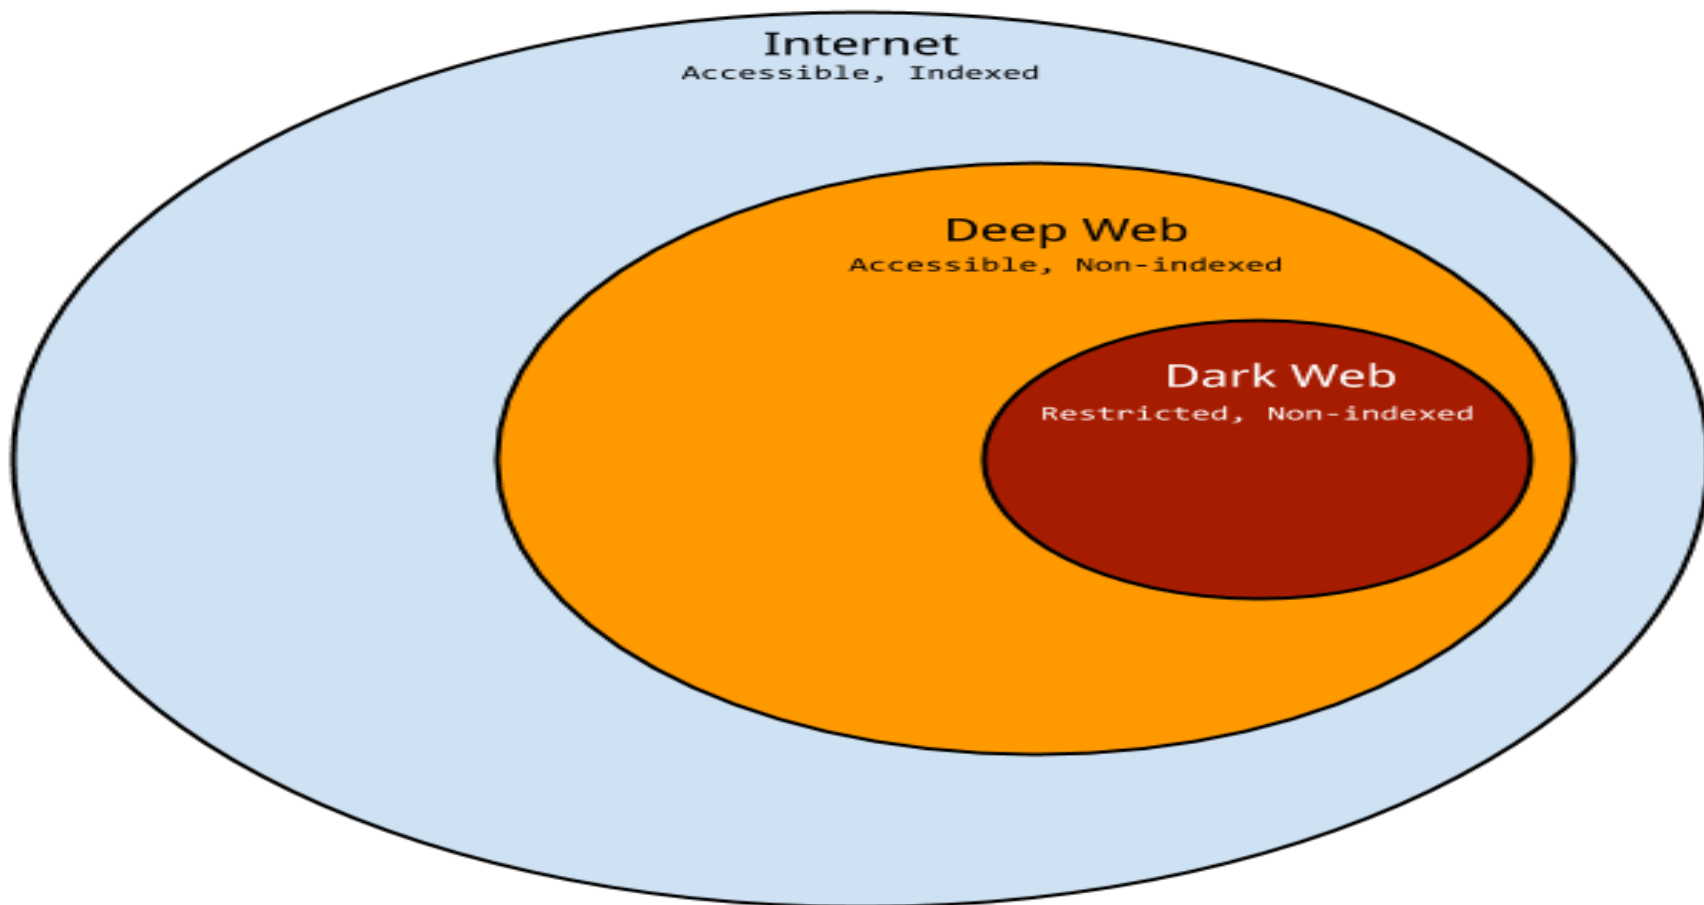 Internet
Accessible, Indexed
Deep Web
Accessible, Non-indexed
Dark Web
Restricted, Non-indexed